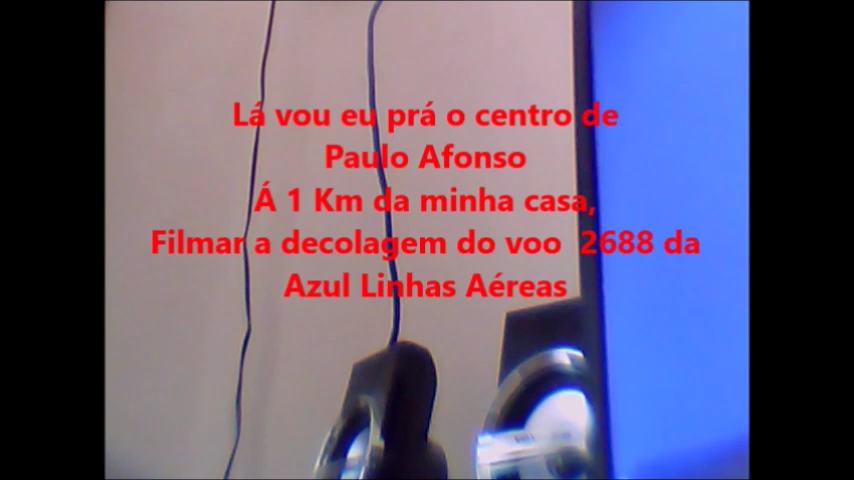 Lá vou eu prá o centro de
Paulo Afonso
Á 1 Km da minha casa,
Filmar a decolagem do voo 2688 da
Azul Linhas Aéreas